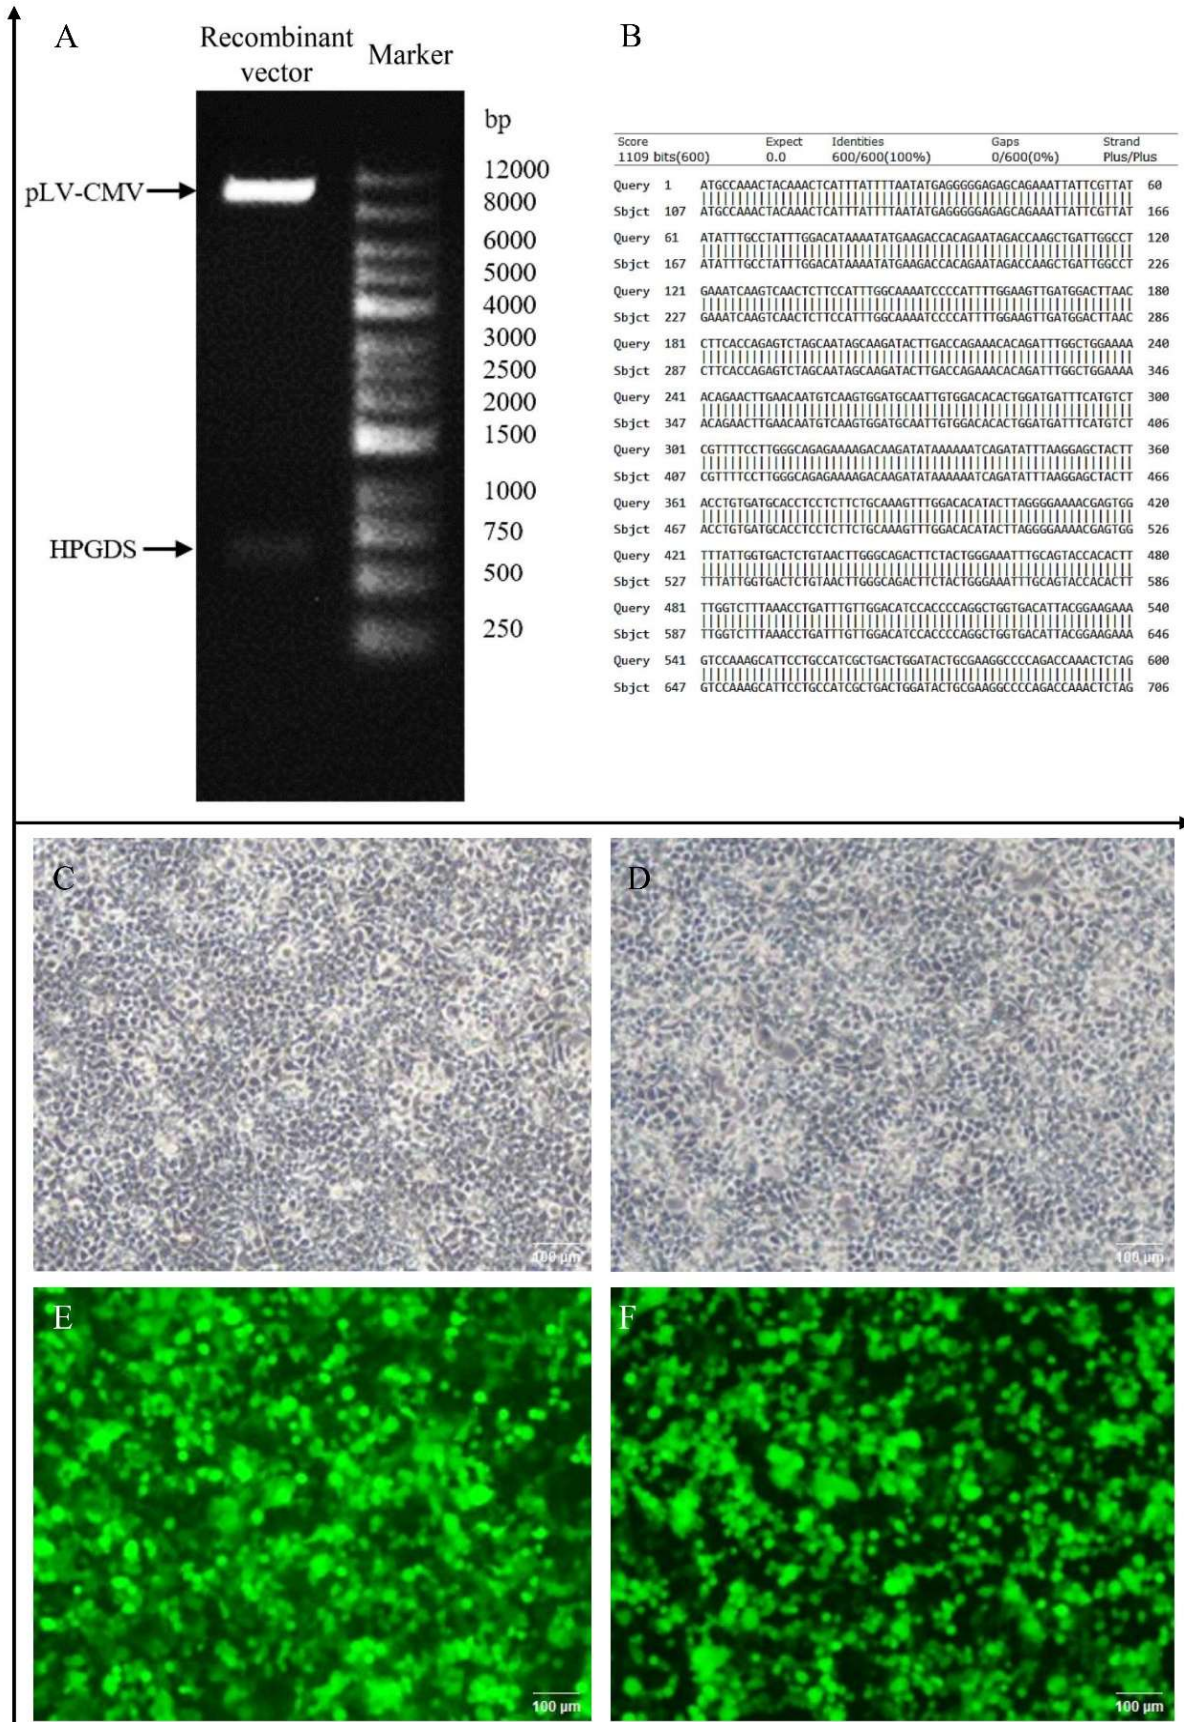 A
Recombinant
vector
Marker
bp
12000
8000
6000
5000
4000
3000
2500
2000
1500
1000
750
500
250
pLV-CMV
HPGDS
B
Score Expect Identities Gaps Strand
1109 bits(600) 0.0 600/600(100%) 0/600(0%) Plus/Plus
Query 1 ATGCCAAACTACAAACTCATTTATTTTAATATGAGGGGGAGAGCAGAAATTATTCGTTAT 60
Sbjct 107 ATGCCAAACTACAAACTCATTTATTTTAATATGAGGGGGAGAGCAGAAATTATTCGTTAT 166
Query 61 ATATTTGCCTATTTGGACATAAAATATGAAGACCACAGAATAGACCAAGCTGATTGGCCT 120
Sbjct 167 ATATTTGCCTATTTGGACATAAAATATGAAGACCACAGAATAGACCAAGCTGATTGGCCT 226
Query 121 GAAATCAAGTCAACTCTTCCATTTGGCAAAATCCCCATTTTGGAAGTTGATGGACTTAAC 180
Sbjct 227 GAAATCAAGTCAACTCTTCCATTTGGCAAAATCCCCATTTTGGAAGTTGATGGACTTAAC 286
Query 181 CTTCACCAGAGTCTAGCAATAGCAAGATACTTGACCAGAAACACAGATTTGGCTGGAAAA 240
Sbjct 287 CTTCACCAGAGTCTAGCAATAGCAAGATACTTGACCAGAAACACAGATTTGGCTGGAAAA 346
Query 241 ACAGAACTTGAACAATGTCAAGTGGATGCAATTGTGGACACACTGGATGATTTCATGTCT 300
Sbjct 347 ACAGAACTTGAACAATGTCAAGTGGATGCAATTGTGGACACACTGGATGATTTCATGTCT 406
Query 301 CGTTTTCCTTGGGCAGAGAAAAGACAAGATATAAAAAATCAGATATTTAAGGAGCTACTT 360
Sbjct 407 CGTTTTCCTTGGGCAGAGAAAAGACAAGATATAAAAAATCAGATATTTAAGGAGCTACTT 466
Query 361 ACCTGTGATGCACCTCCTCTTCTGCAAAGTTTGGACACATACTTAGGGGAAAACGAGTGG 420
Sbjct 467 ACCTGTGATGCACCTCCTCTTCTGCAAAGTTTGGACACATACTTAGGGGAAAACGAGTGG 526
Query 421 TTTATTGGTGACTCTGTAACTTGGGCAGACTTCTACTGGGAAATTTGCAGTACCACACTT 480
Sbjct 527 TTTATTGGTGACTCTGTAACTTGGGCAGACTTCTACTGGGAAATTTGCAGTACCACACTT 586
Query 481 TTGGTCTTTAAACCTGATTTGTTGGACATCCACCCCAGGCTGGTGACATTACGGAAGAAA 540
Sbjct 587 TTGGTCTTTAAACCTGATTTGTTGGACATCCACCCCAGGCTGGTGACATTACGGAAGAAA 646
Query 541 GTCCAAAGCATTCCTGCCATCGCTGACTGGATACTGCGAAGGCCCCAGACCAAACTCTAG 600
Sbjct 647 GTCCAAAGCATTCCTGCCATCGCTGACTGGATACTGCGAAGGCCCCAGACCAAACTCTAG 706
C
100 µm
D
100 µm
E
100 µm
F
100 µm